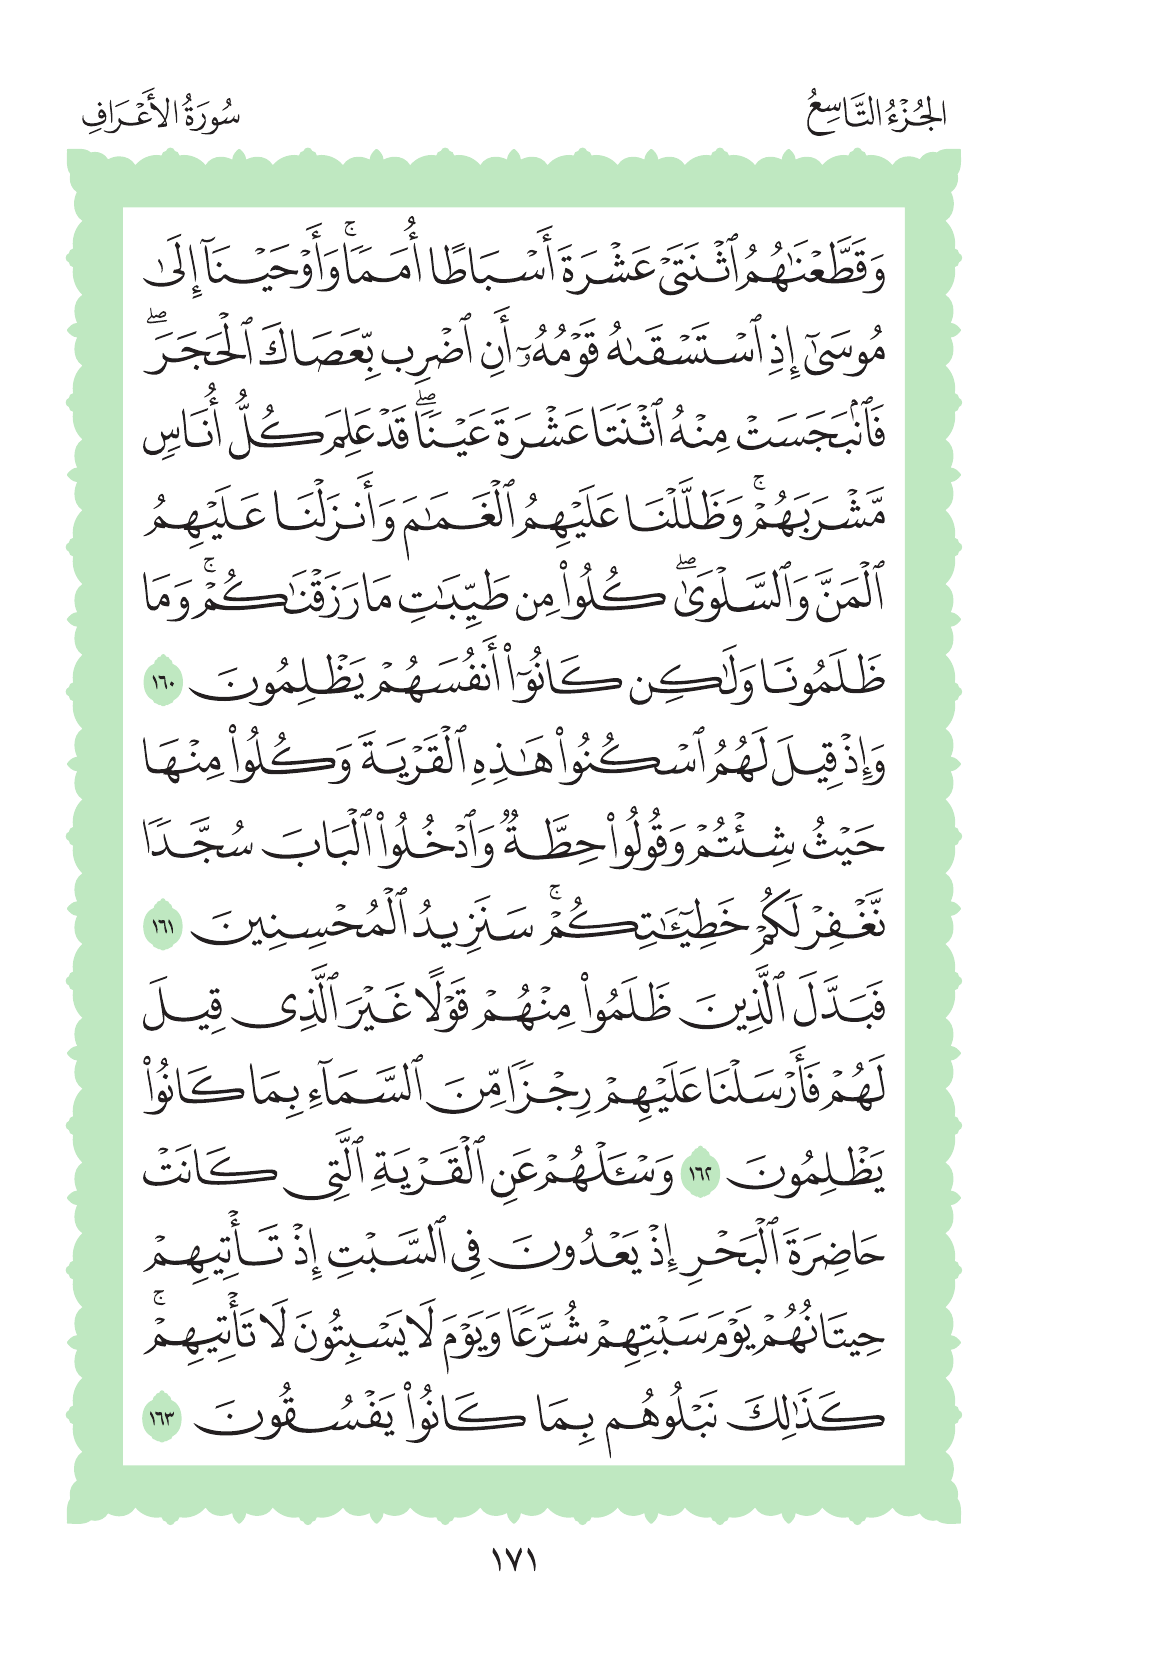 الجُزْءُ التَّاسِعُ
سُورَةُ الأَعْرَافِ
وَقَطَّعْنَٰهُمُ ٱثْنَتَىْ عَشْرَةَ أَسْبَاطًا أُمَمًاۚ وَأَوْحَيْنَآ إِلَىٰ
مُوسَىٰٓ إِذِ ٱسْتَسْقَىٰهُ قَوْمُهُۥٓ أَنِ ٱضْرِب بِّعَصَاكَ ٱلْحَجَرَۖ
فَٱنۢبَجَسَتْ مِنْهُ ٱثْنَتَا عَشْرَةَ عَيْنًاۖ قَدْ عَلِمَ كُلُّ أُنَاسٍ
مَّشْرَبَهُمْۚ وَظَلَّلْنَا عَلَيْهِمُ ٱلْغَمَٰمَ وَأَنزَلْنَا عَلَيْهِمُ
ٱلْمَنَّ وَٱلسَّلْوَىٰۖ كُلُوا۟ مِن طَيِّبَٰتِ مَا رَزَقْنَٰكُمْۚ وَمَا
ظَلَمُونَا وَلَٰكِن كَانُوٓا۟ أَنفُسَهُمْ يَظْلِمُونَ ١٦٠
وَإِذْ قِيلَ لَهُمُ ٱسْكُنُوا۟ هَٰذِهِ ٱلْقَرْيَةَ وَكُلُوا۟ مِنْهَا
حَيْثُ شِئْتُمْ وَقُولُوا۟ حِطَّةٌ وَٱدْخُلُوا۟ ٱلْبَابَ سُجَّدًا
نَّغْفِرْ لَكُمْ خَطِيٓـَٰٔتِكُمْۚ سَنَزِيدُ ٱلْمُحْسِنِينَ ١٦١
فَبَدَّلَ ٱلَّذِينَ ظَلَمُوا۟ مِنْهُمْ قَوْلًا غَيْرَ ٱلَّذِى قِيلَ
لَهُمْ فَأَرْسَلْنَا عَلَيْهِمْ رِجْزًا مِّنَ ٱلسَّمَآءِ بِمَا كَانُوا۟
يَظْلِمُونَ ١٦٢ وَسْـَٔلْهُمْ عَنِ ٱلْقَرْيَةِ ٱلَّتِى كَانَتْ
حَاضِرَةَ ٱلْبَحْرِ إِذْ يَعْدُونَ فِى ٱلسَّبْتِ إِذْ تَأْتِيهِمْ
حِيتَانُهُمْ يَوْمَ سَبْتِهِمْ شُرَّعًا وَيَوْمَ لَا يَسْبِتُونَ لَا تَأْتِيهِمْۚ
كَذَٰلِكَ نَبْلُوهُم بِمَا كَانُوا۟ يَفْسُقُونَ ١٦٣
١٧١